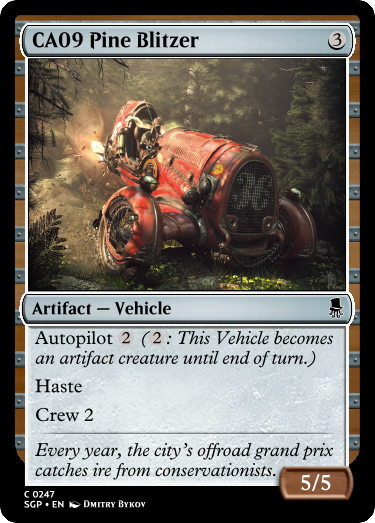 CA09 Pine Blitzer
3
Artifact — Vehicle
Autopilot 2 (2: This Vehicle becomes
an artifact creature until end of turn.)
Haste
Crew 2
Every year, the city's offroad grand prix
catches ire from conservationists.
5/5
C 0247
SGP • EN Dmitry Bykov